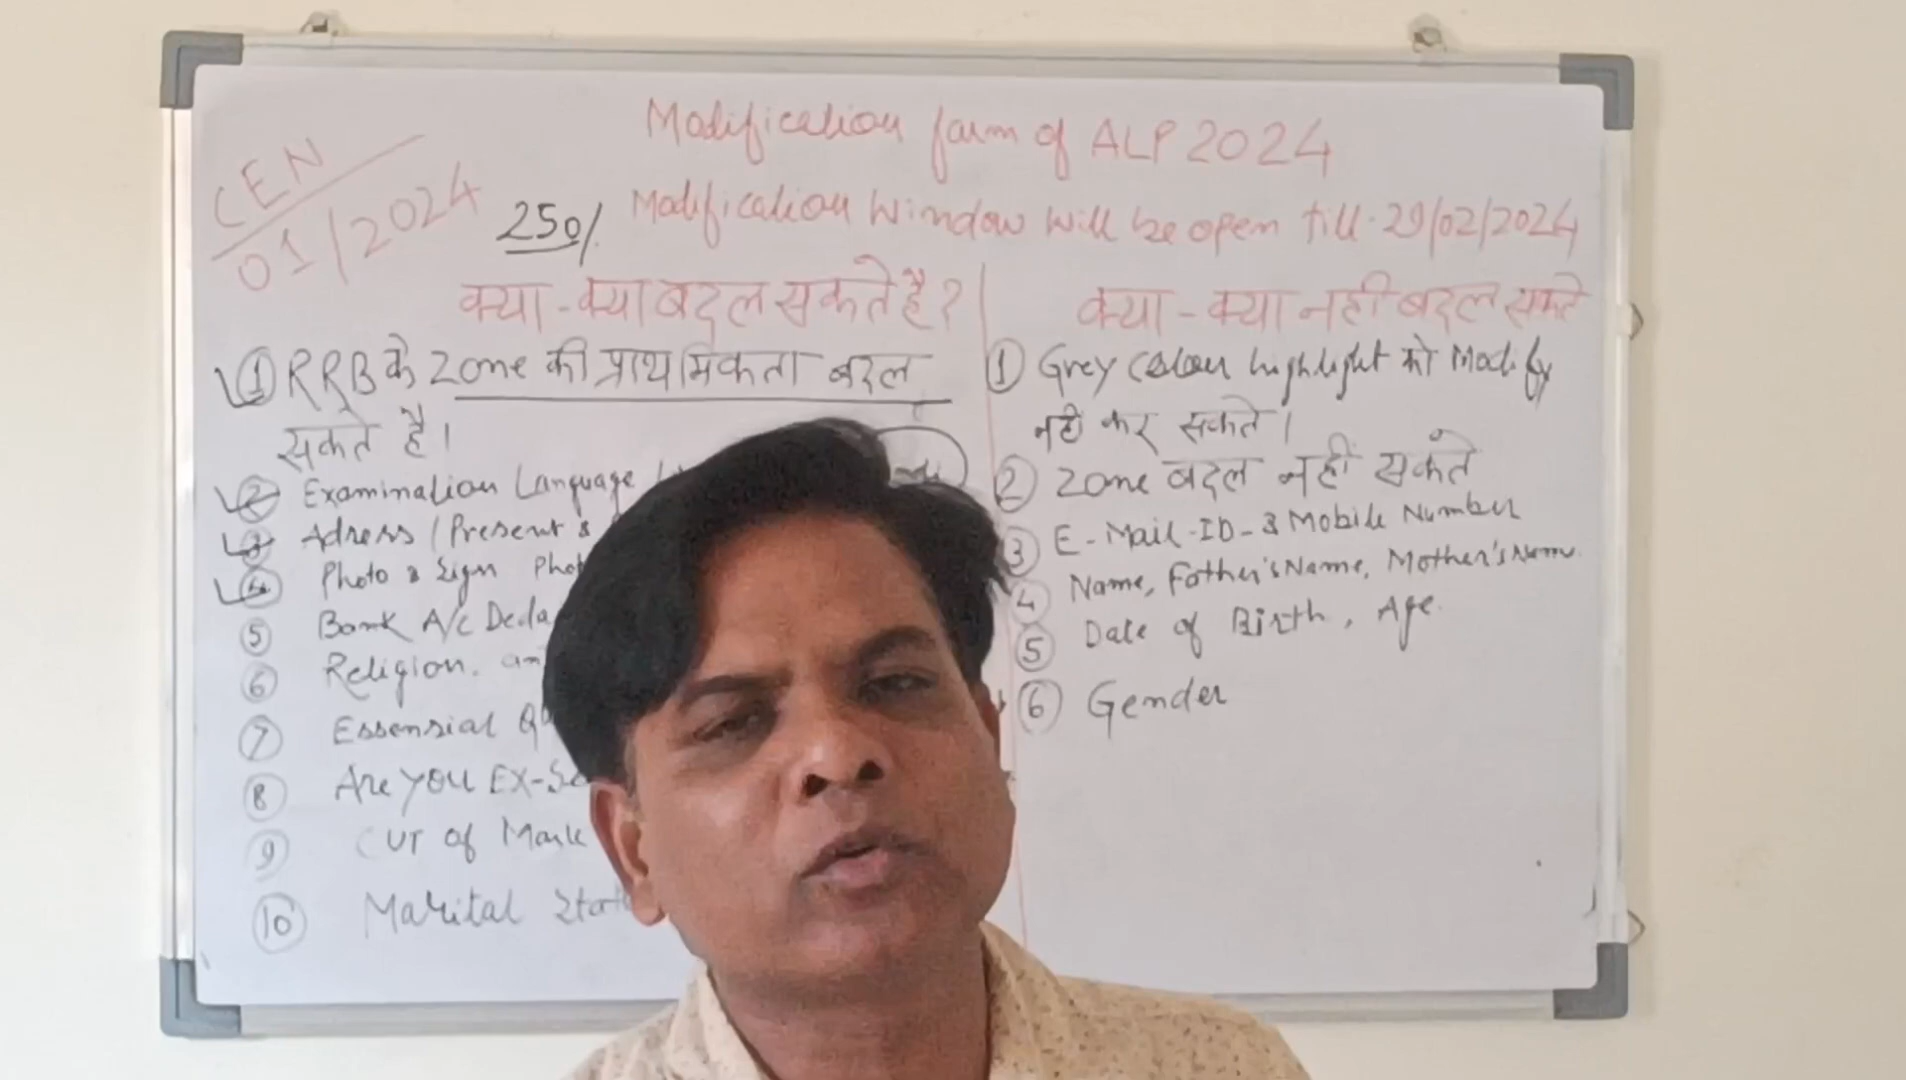 Modification form of ALP 2024
CEN
01/2024
250/.
Modification Window will be open till. 29/02/2024
क्या-क्या बदल सकते है?
① RRB के Zone की प्राथमिकता बदल
सकते है।
② Examination Language
③ Adress (Present &
④ Photo & Sign
⑤ Bank A/C
⑥ Religion.
⑦ Essensial
⑧ Are you
⑨ CUT of Mark
⑩ Marital
क्या-क्या नही बदल सकते
① Grey colour highlight को Modify
नही कर सकते।
② Zone बदल नहीं सकते
③ E-Mail-ID-& Mobile Number
④ Name, Father's Name, Mother's Name
⑤ Date of Birth, Age.
⑥ Gender